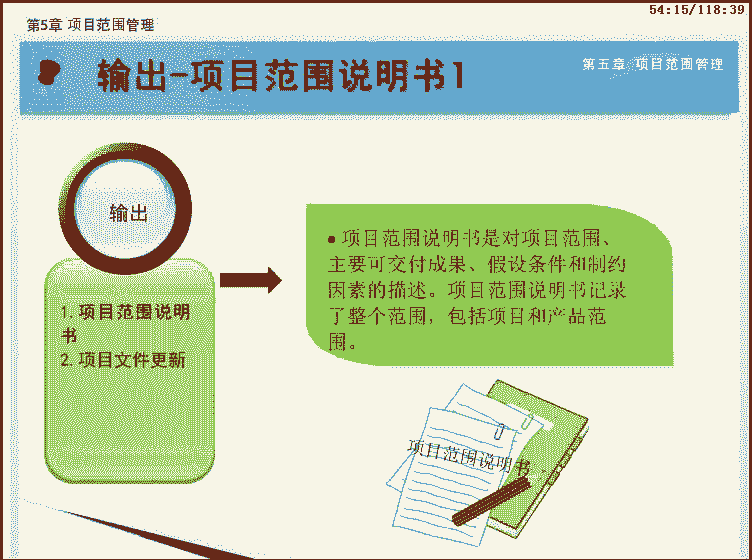 54:15/118:39
第5章 项目范围管理
输出-项目范围说明书1
第五章 项目范围管理
输出
1. 项目范围说明
书
2. 项目文件更新
• 项目范围说明书是对项目范围、
主要可交付成果、假设条件和制约
因素的描述。项目范围说明书记录
了整个范围，包括项目和产品范
围。
项目范围说明书